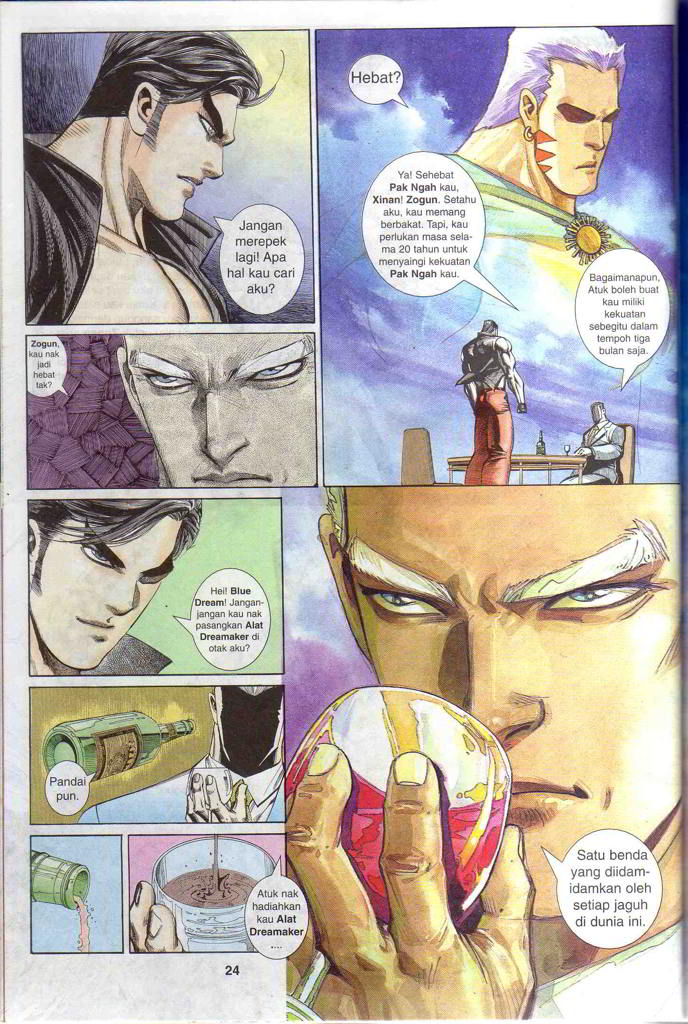 Jangan
merepek
lagi! Apa
hal kau cari
aku?
Hebat?
Ya! Sehebat
Pak Ngah kau,
Xinan! Zogun. Setahu
aku, kau memang
berbakat. Tapi, kau
perlukan masa sela-
ma 20 tahun untuk
menyaingi kekuatan
Pak Ngah kau.
Bagaimanapun,
Atuk boleh buat
kau miliki
kekuatan
sebegitu dalam
tempoh tiga
bulan saja.
Zogun,
kau nak
jadi
hebat
tak?
Hei! Blue
Dream! Jangan-
jangan kau nak
pasangkan Alat
Dreamaker di
otak aku?
Pandai
pun.
Atuk nak
hadiahkan
kau Alat
Dreamaker
....
Satu benda
yang diidam-
idamkan oleh
setiap jaguh
di dunia ini.
24